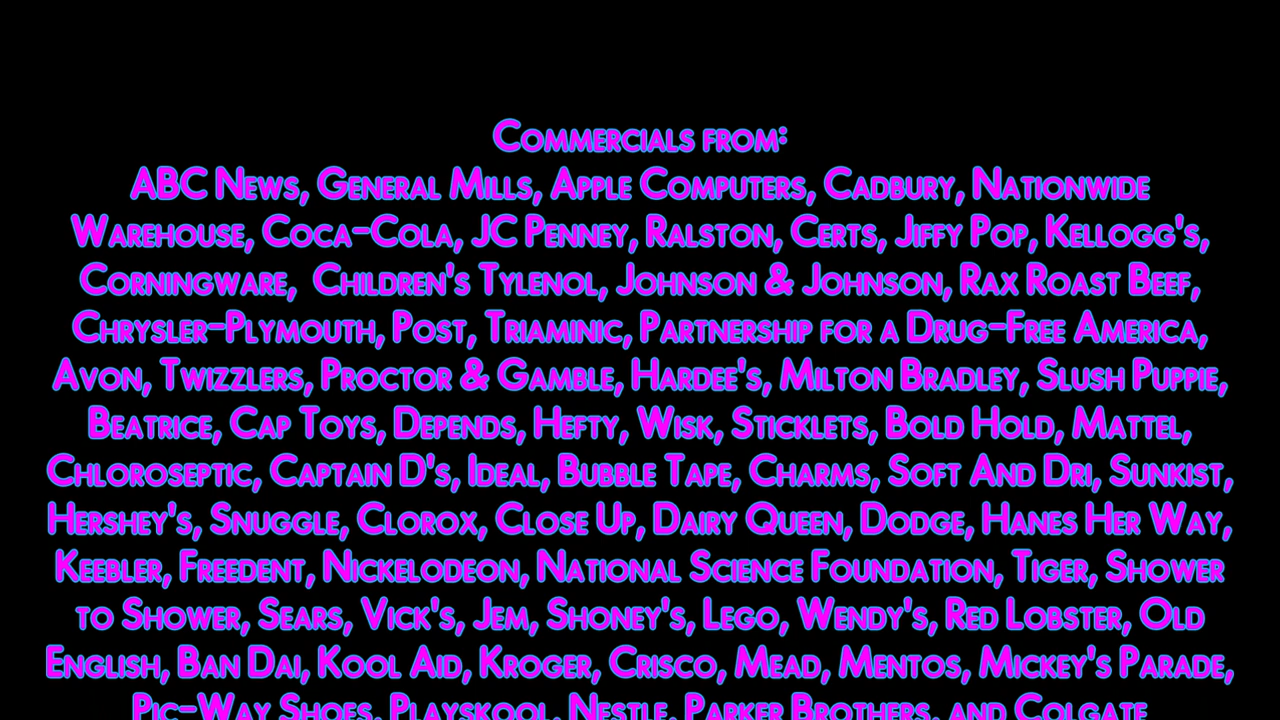 Commercials from:
ABC News, General Mills, Apple Computers, Cadbury, Nationwide
Warehouse, Coca-Cola, JC Penney, Ralston, Certs, Jiffy Pop, Kellogg's,
Corningware,  Children's Tylenol, Johnson & Johnson, Rax Roast Beef,
Chrysler-Plymouth, Post, Triaminic, Partnership for a Drug-Free America,
Avon, Twizzlers, Proctor & Gamble, Hardee's, Milton Bradley, Slush Puppie,
Beatrice, Cap Toys, Depends, Hefty, Wisk, Sticklets, Bold Hold, Mattel,
Chloroseptic, Captain D's, Ideal, Bubble Tape, Charms, Soft And Dri, Sunkist,
Hershey's, Snuggle, Clorox, Close Up, Dairy Queen, Dodge, Hanes Her Way,
Keebler, Freedent, Nickelodeon, National Science Foundation, Tiger, Shower
to Shower, Sears, Vick's, Jem, Shoney's, Lego, Wendy's, Red Lobster, Old
English, Ban Dai, Kool Aid, Kroger, Crisco, Mead, Mentos, Mickey's Parade,
Pic-Way Shoes, Playskool, Nestle, Parker Brothers, and Colgate